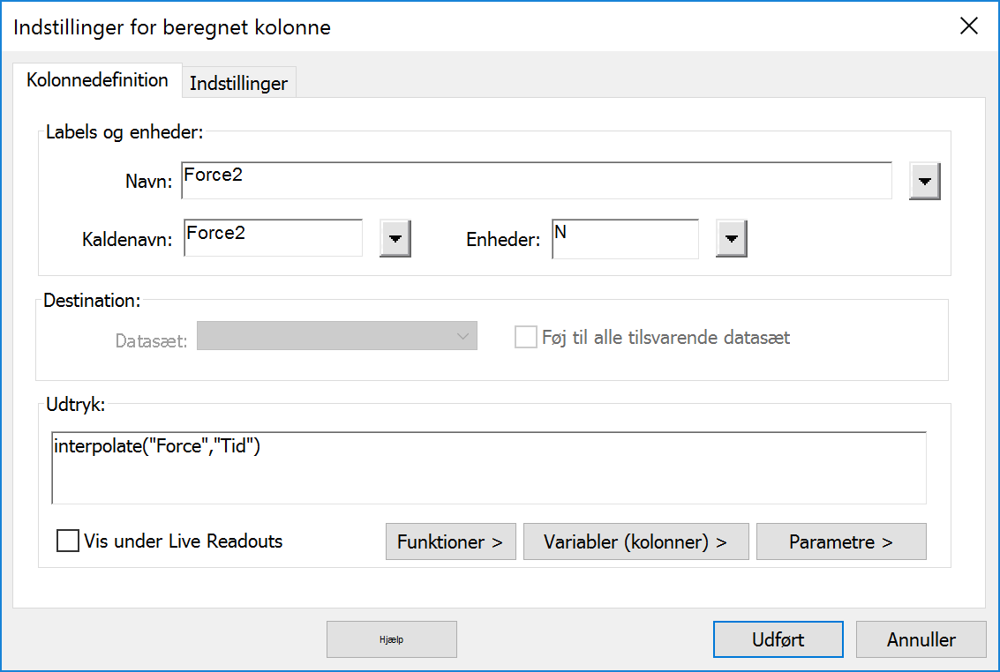 Indstillinger for beregnet kolonne
Kolonnedefinition Indstillinger
Labels og enheder:
Navn: Force2
Kaldenavn: Force2 Enheder: N
Destination:
Datasæt: Føj til alle tilsvarende datasæt
Udtryk:
interpolate("Force","Tid")
Vis under Live Readouts Funktioner > Variabler (kolonner) > Parametre >
Hjælp Udført Annuller